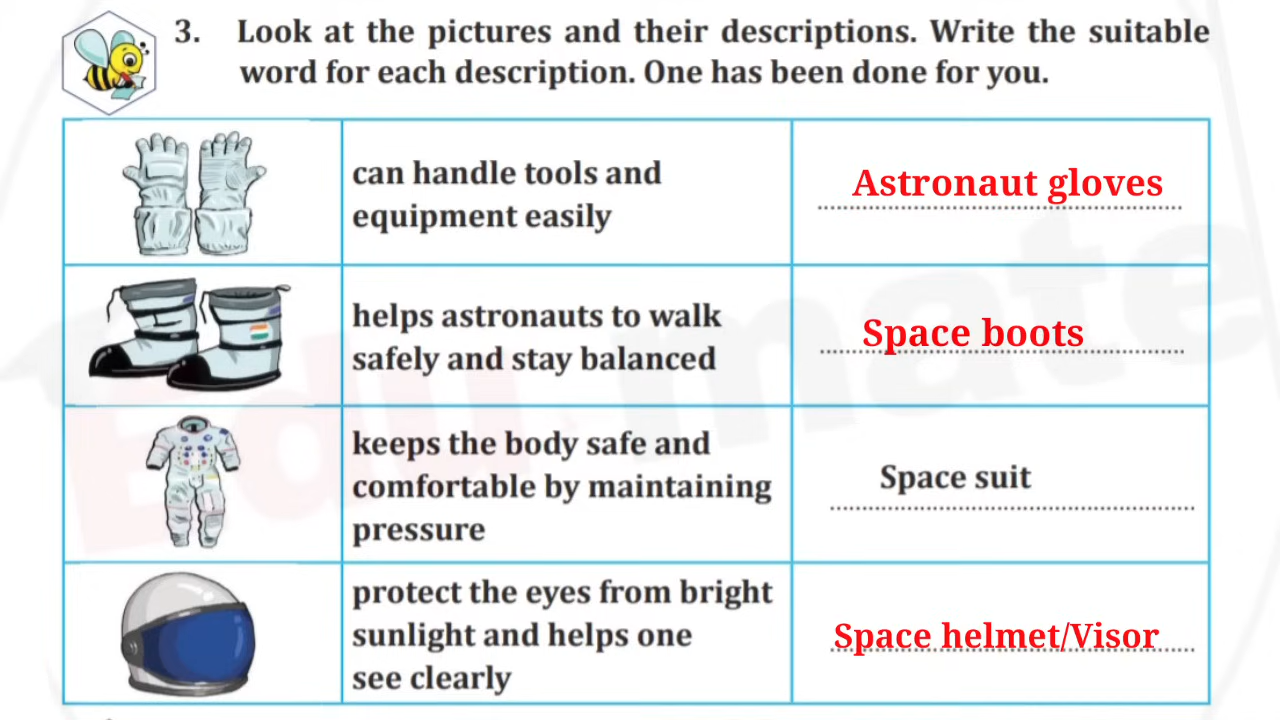 3. Look at the pictures and their descriptions. Write the suitable
word for each description. One has been done for you.
can handle tools and
equipment easily
Astronaut gloves
helps astronauts to walk
safely and stay balanced
Space boots
keeps the body safe and
comfortable by maintaining
pressure
Space suit
protect the eyes from bright
sunlight and helps one
see clearly
Space helmet/Visor
Edu mate